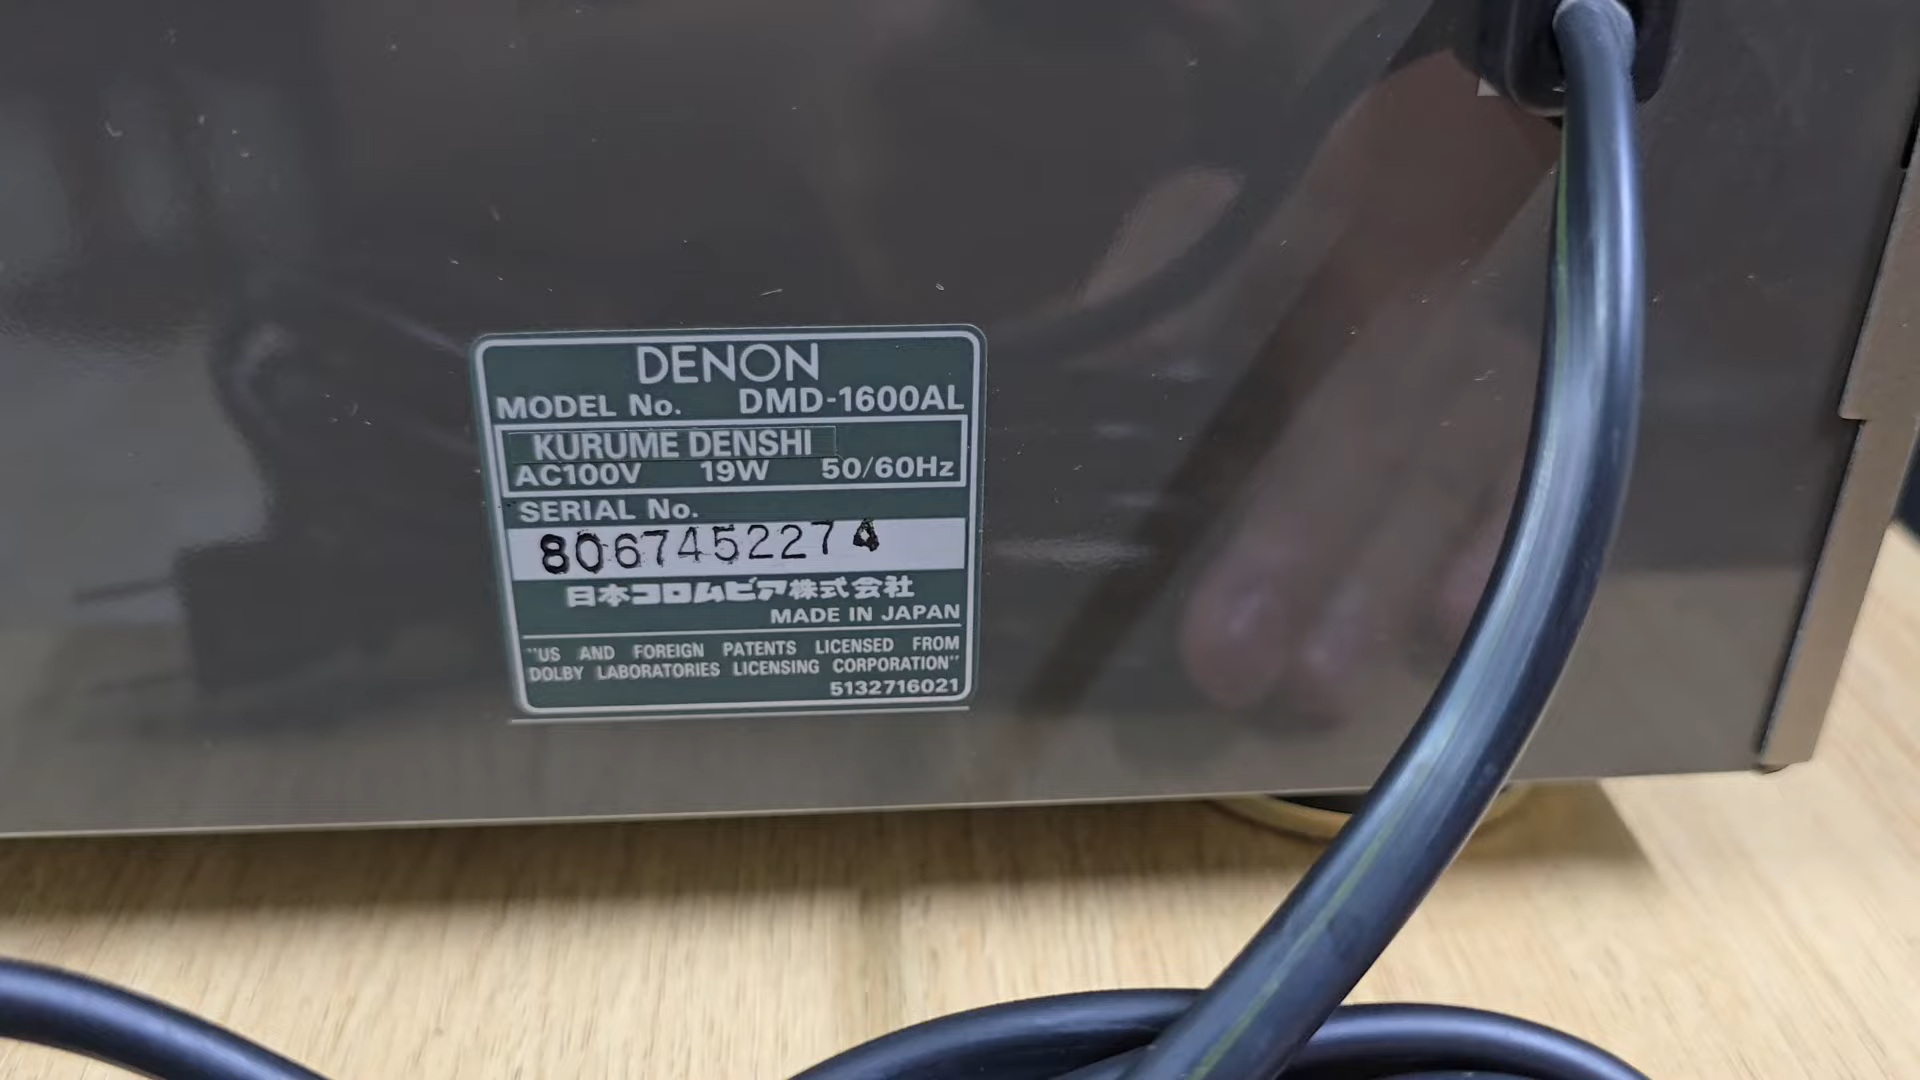 DENON
MODEL No. DMD-1600AL
KURUME DENSHI
AC100V 19W 50/60Hz
SERIAL No.
8067452274
日本コロムビア株式会社
MADE IN JAPAN
"US AND FOREIGN PATENTS LICENSED FROM
DOLBY LABORATORIES LICENSING CORPORATION"
5132716021